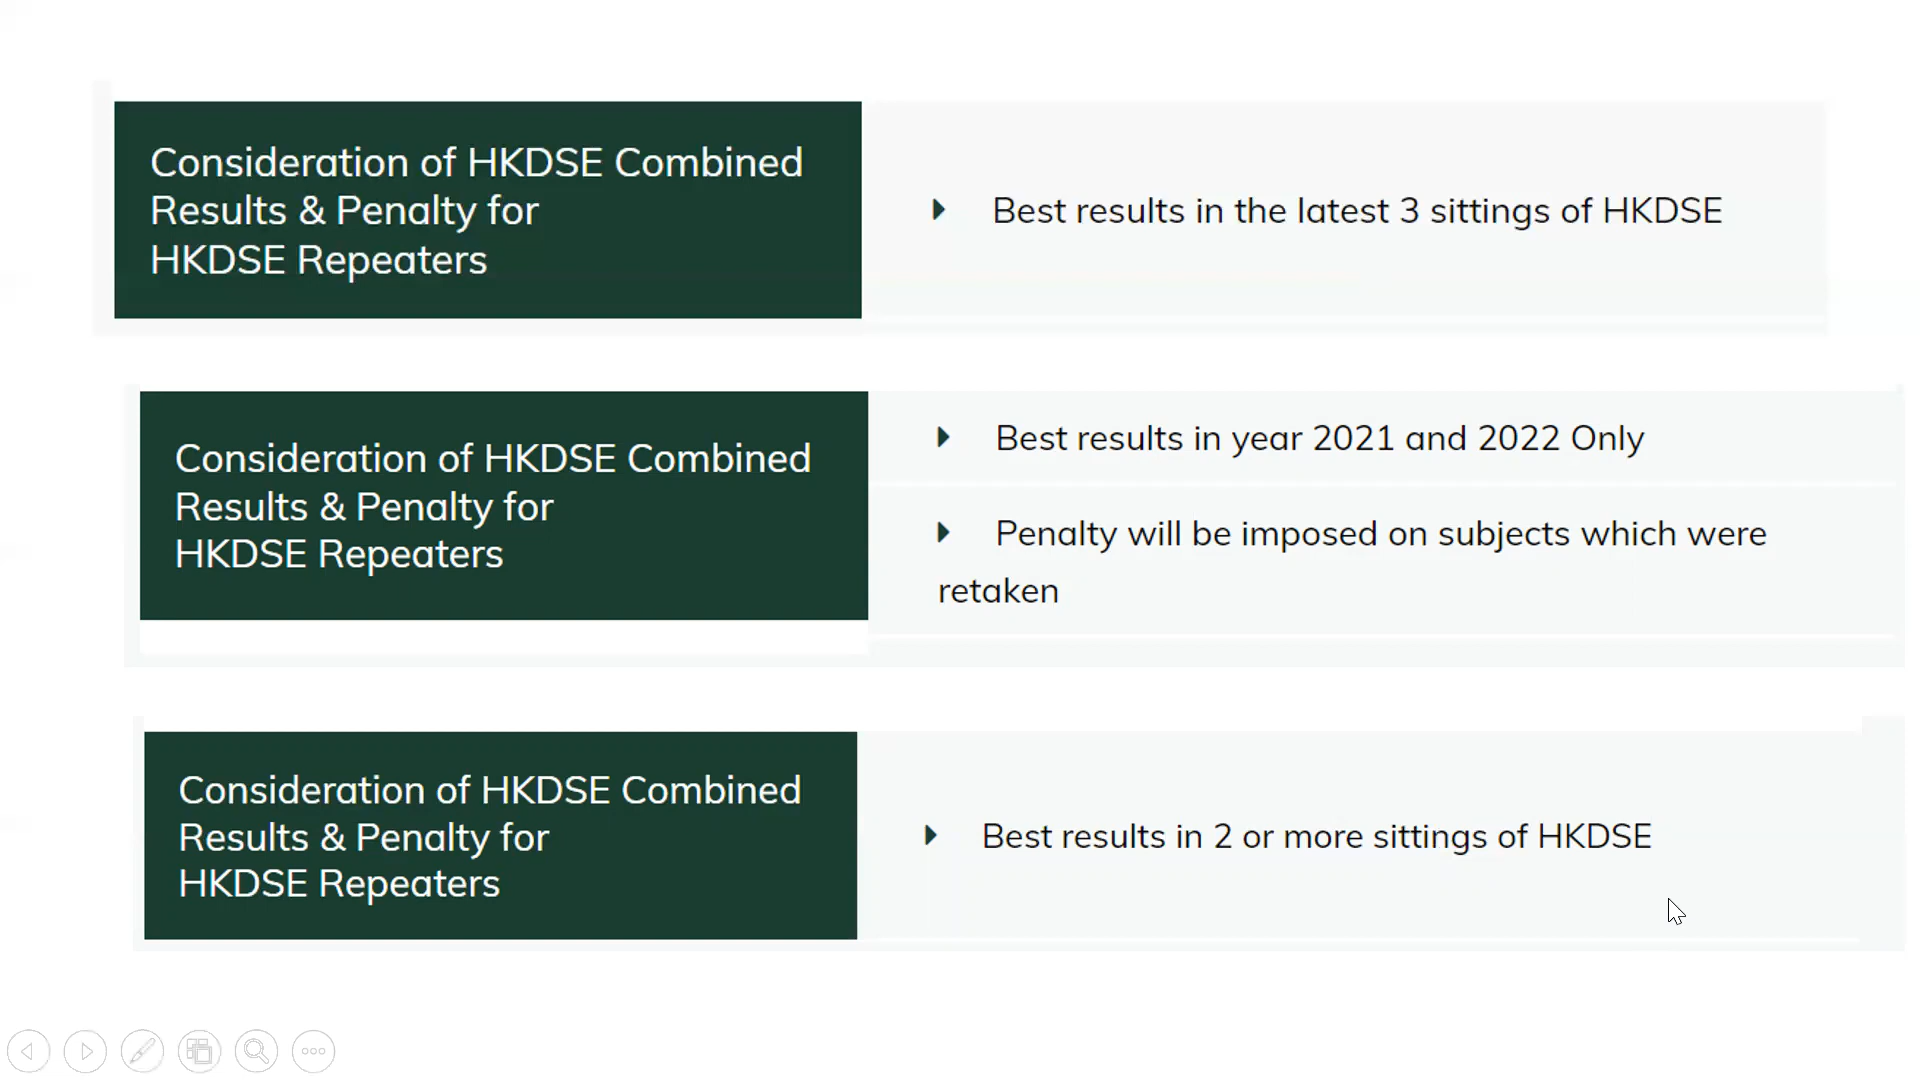 Consideration of HKDSE Combined
Results & Penalty for
HKDSE Repeaters
Best results in the latest 3 sittings of HKDSE
Consideration of HKDSE Combined
Results & Penalty for
HKDSE Repeaters
Best results in year 2021 and 2022 Only
Penalty will be imposed on subjects which were
retaken
Consideration of HKDSE Combined
Results & Penalty for
HKDSE Repeaters
Best results in 2 or more sittings of HKDSE